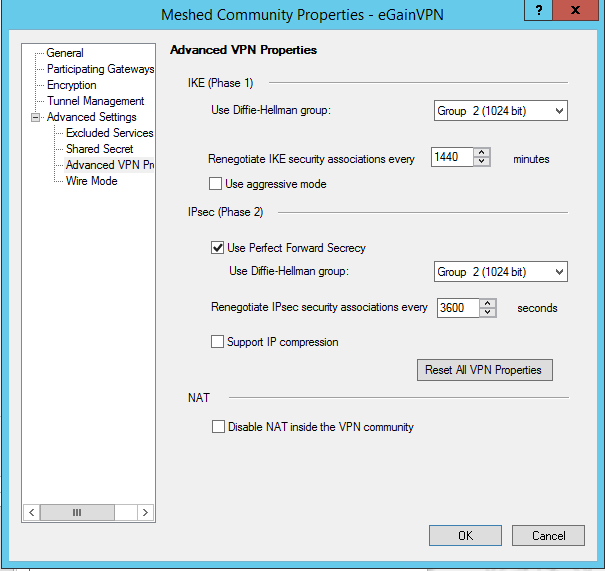 Meshed Community Properties - eGainVPN
? x
General
Participating Gateways
Encryption
Tunnel Management
Advanced Settings
Excluded Services
Shared Secret
Advanced VPN Pr
Wire Mode
Advanced VPN Properties
IKE (Phase 1)
Use Diffie-Hellman group: Group 2 (1024 bit)
Renegotiate IKE security associations every 1440 minutes
Use aggressive mode
IPsec (Phase 2)
Use Perfect Forward Secrecy
Use Diffie-Hellman group: Group 2 (1024 bit)
Renegotiate IPsec security associations every 3600 seconds
Support IP compression
Reset All VPN Properties
NAT
Disable NAT inside the VPN community
OK Cancel